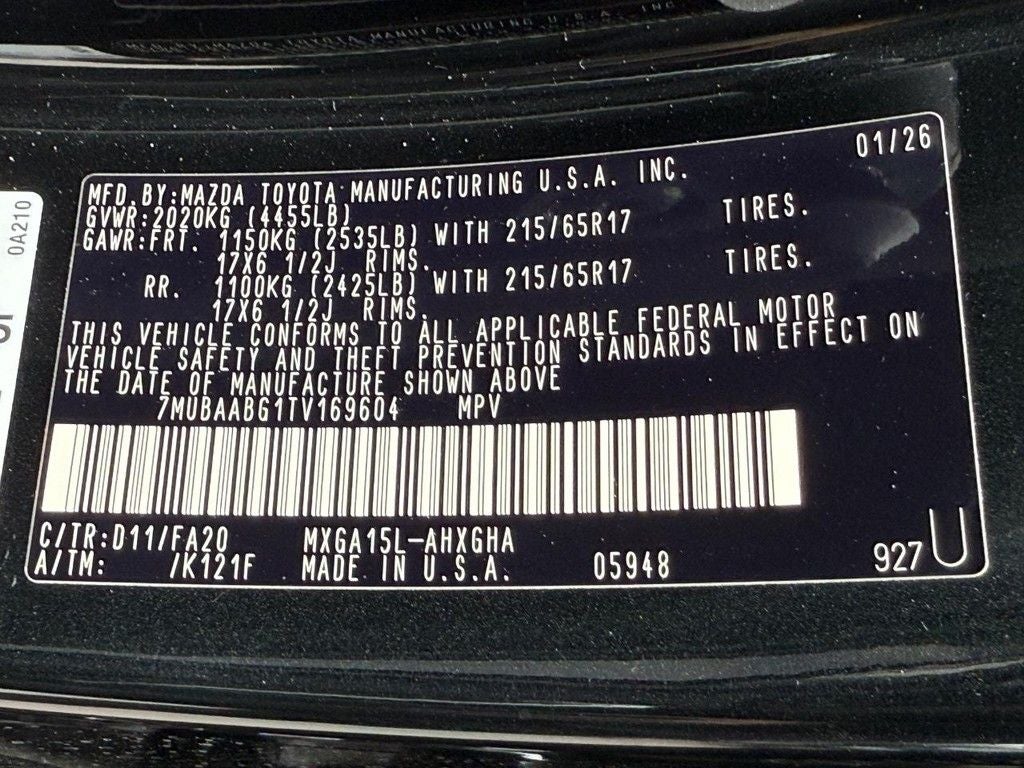 MFD.BY:MAZDA TOYOTA MANUFACTURING U.S.A. INC. 01/26
GVWR:2020KG (4455LB)
GAWR:FRT. 1150KG (2535LB) WITH 215/65R17 TIRES.
17X6 1/2J RIMS.
RR. 1100KG (2425LB) WITH 215/65R17 TIRES.
17X6 1/2J RIMS.
THIS VEHICLE CONFORMS TO ALL APPLICABLE FEDERAL MOTOR
VEHICLE SAFETY AND THEFT PREVENTION STANDARDS IN EFFECT ON
THE DATE OF MANUFACTURE SHOWN ABOVE
7MUBAABG1TV169604 MPV
C/TR:D11/FA20 MXGA15L-AHXGHA
A/TM: /K121F MADE IN U.S.A. 05948 927 U
0A210